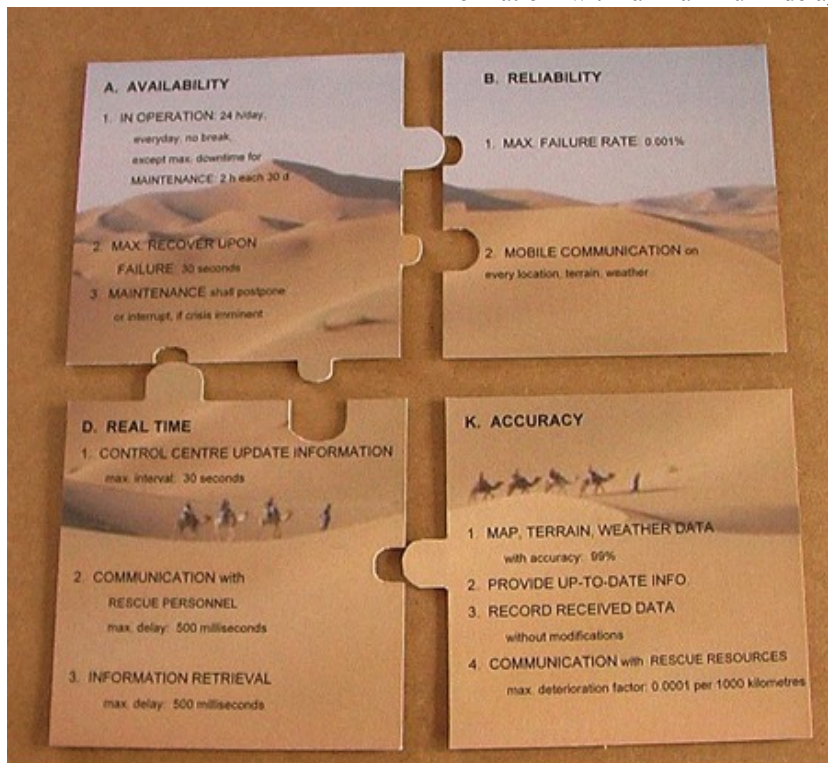 A. AVAILABILITY
1. IN OPERATION: 24 h/day,
everyday, no break,
except max. downtime for
MAINTENANCE: 2 h each 30 d
2. MAX. RECOVER UPON
FAILURE: 30 seconds
3. MAINTENANCE shall postpone
or interrupt, if crisis imminent
B. RELIABILITY
1. MAX. FAILURE RATE: 0.001%
2. MOBILE COMMUNICATION on
every location, terrain, weather
D. REAL TIME
1. CONTROL CENTRE UPDATE INFORMATION
max. interval: 30 seconds
2. COMMUNICATION with
RESCUE PERSONNEL
max. delay: 500 milliseconds
3. INFORMATION RETRIEVAL
max. delay: 500 milliseconds
K. ACCURACY
1. MAP, TERRAIN, WEATHER DATA
with accuracy: 99%
2. PROVIDE UP-TO-DATE INFO.
3. RECORD RECEIVED DATA
without modifications
4. COMMUNICATION with RESCUE RESOURCES
max. deterioration factor: 0.0001 per 1000 kilometres